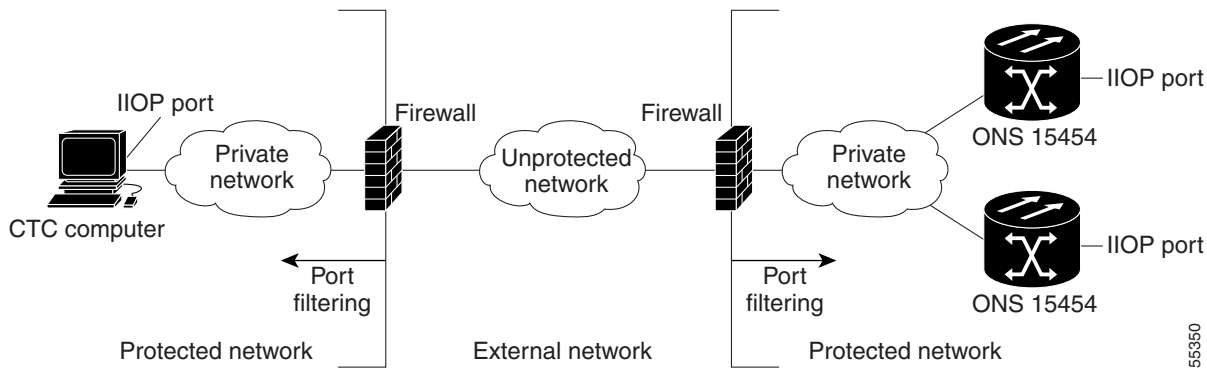 IIOP port
Private
network
CTC computer
Firewall
Port
filtering
Protected network
Unprotected
network
External network
Firewall
Port
filtering
Private
network
ONS 15454
IIOP port
ONS 15454
IIOP port
Protected network
55350